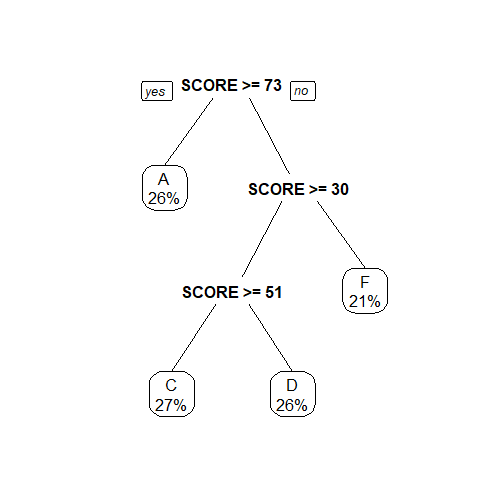 yes SCORE >= 73 no
A
26%
SCORE >= 30
F
21%
SCORE >= 51
C
27%
D
26%